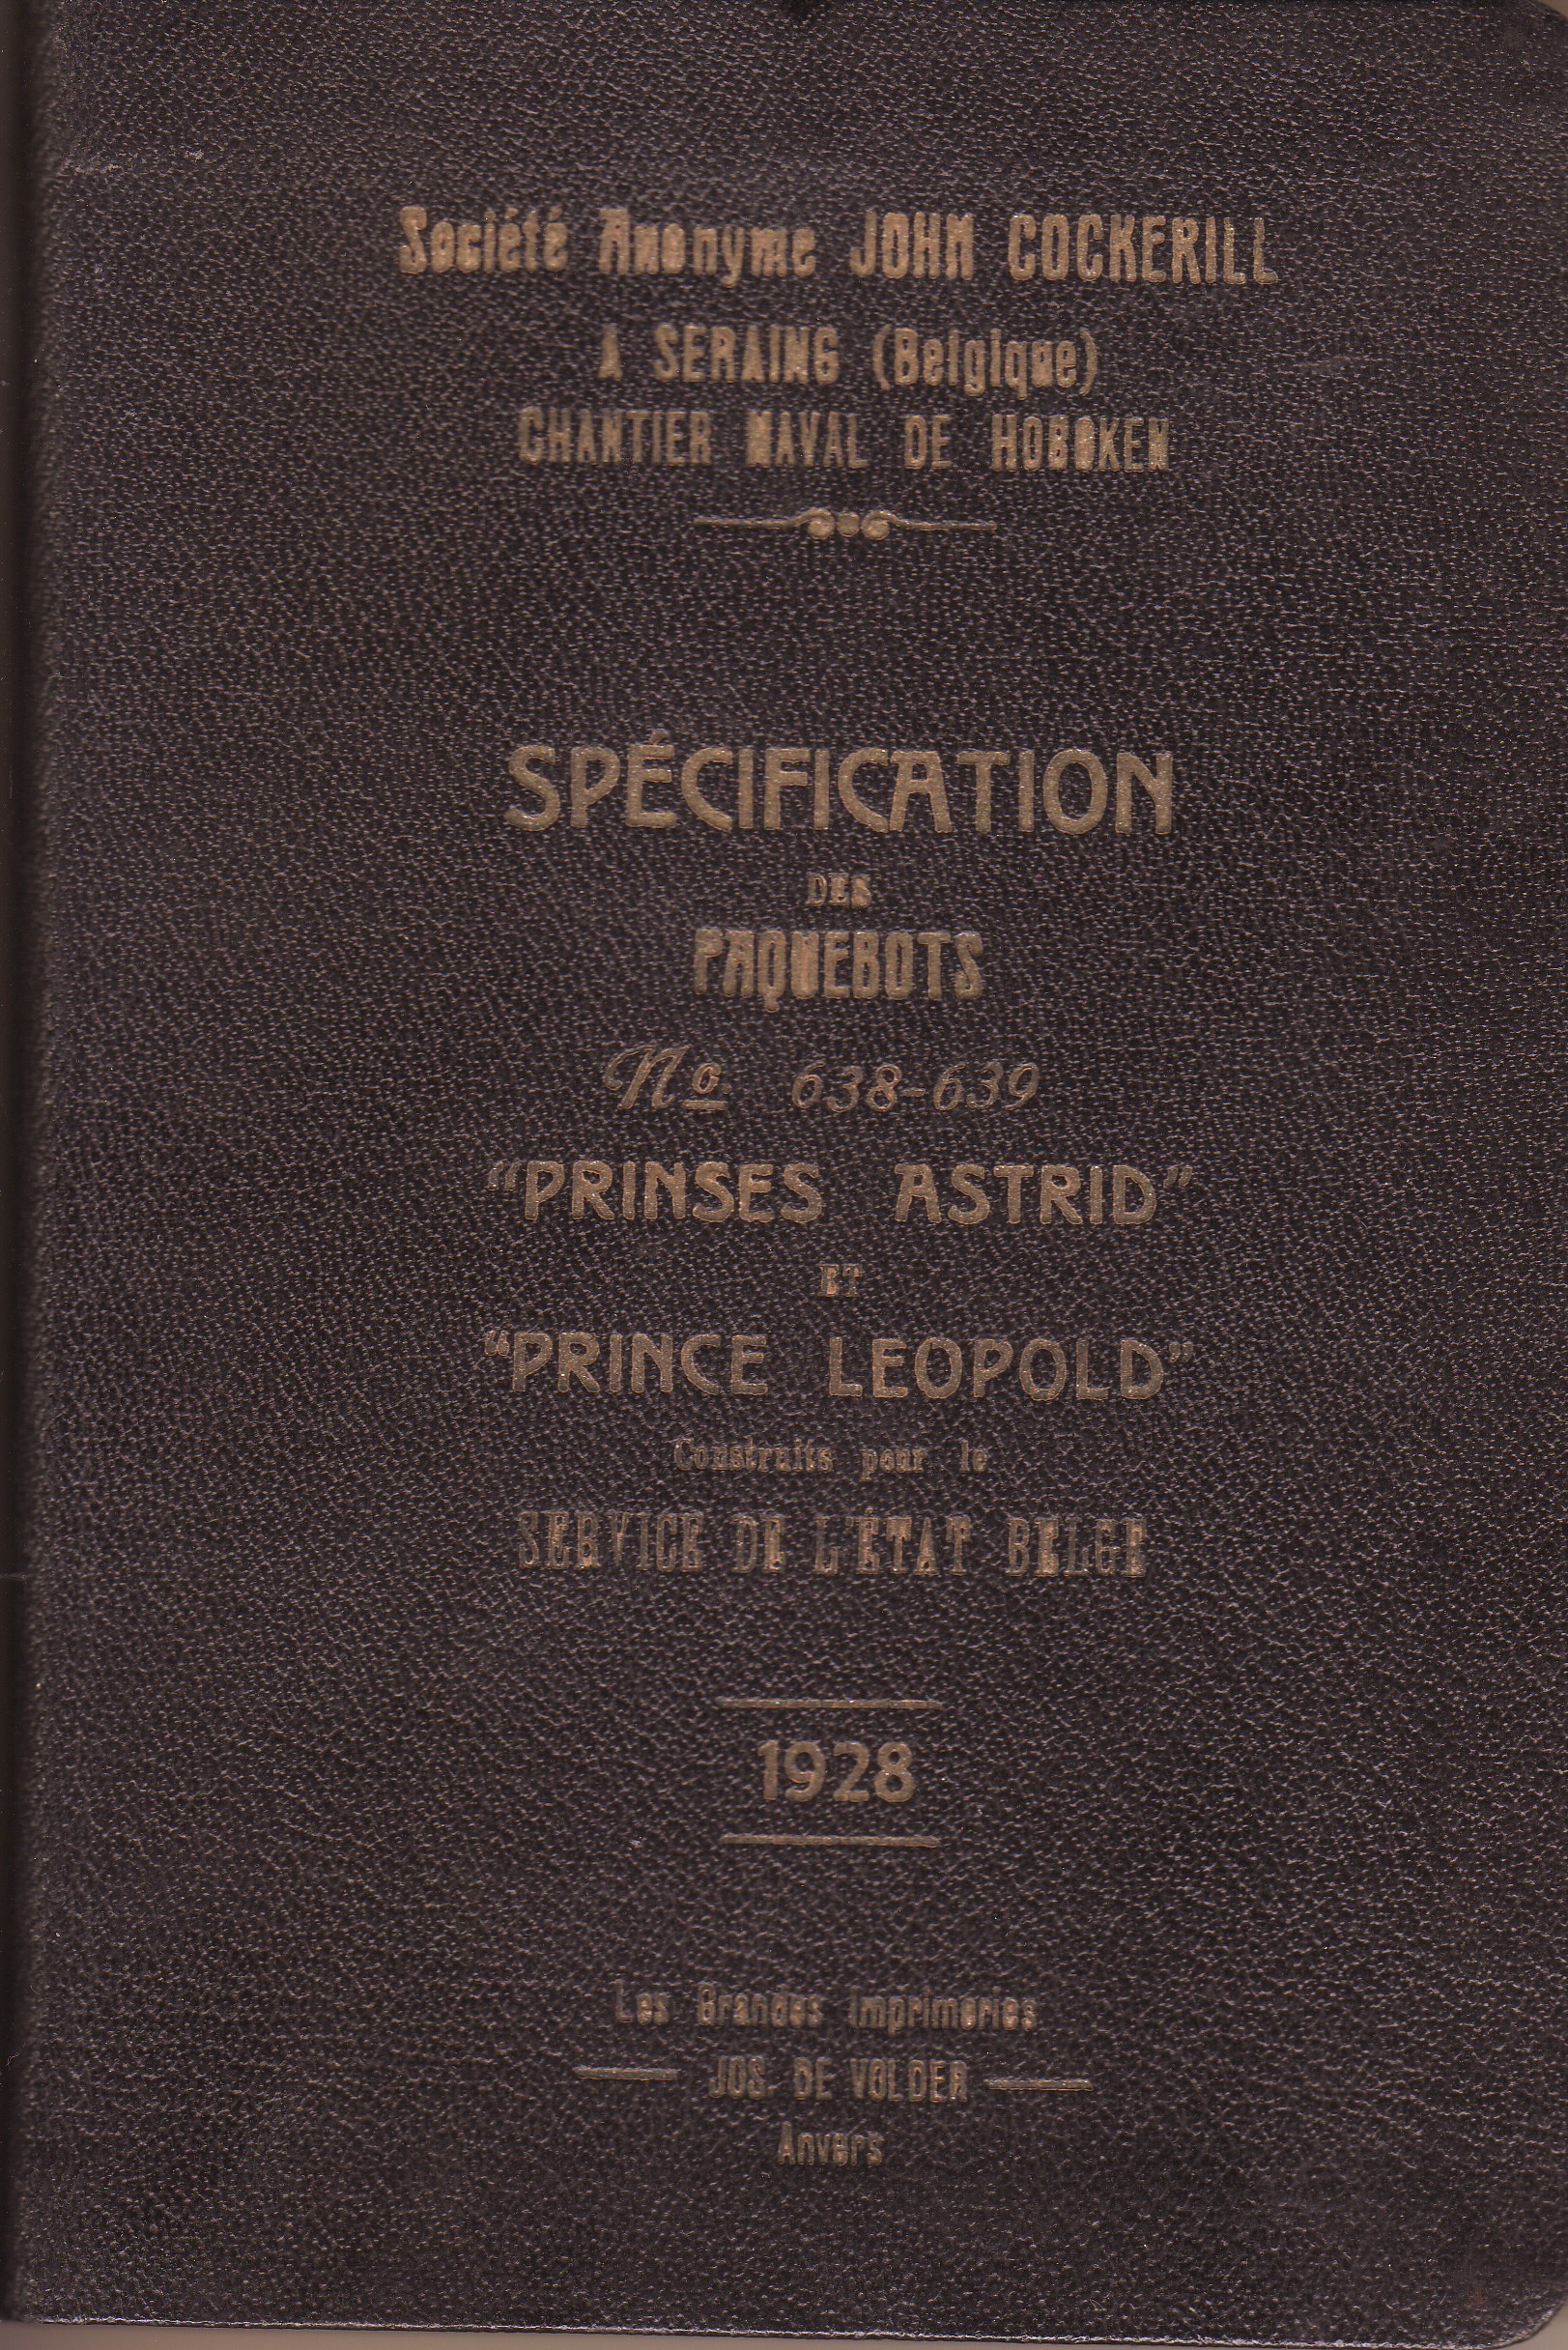 Société Anonyme JOHN COCKERILL
A SERAING (Belgique)
CHANTIER NAVAL DE HOBOKEN
SPÉCIFICATION
DES
PAQUEBOTS
Nº 638-639
“PRINSES ASTRID”
ET
“PRINCE LEOPOLD”
Construits pour le
SERVICE DE L'ÉTAT BELGE
1928
Les Grandes Imprimeries
JOS. DE VOLDER
Anvers